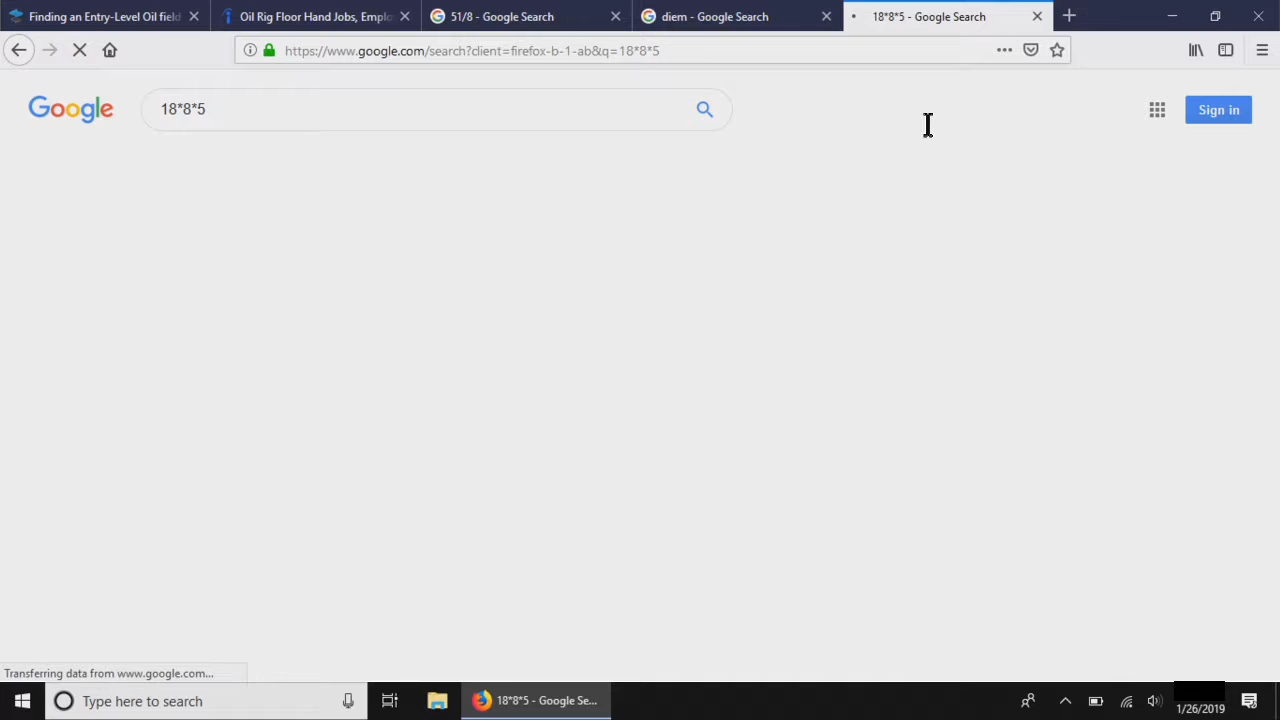 Finding an Entry-Level Oil field
Oil Rig Floor Hand Jobs, Emplo
51/8 - Google Search
diem - Google Search
18*8*5 - Google Search
https://www.google.com/search?client=firefox-b-1-ab&q=18*8*5
Google
18*8*5
Sign in
Transferring data from www.google.com...
Type here to search
18*8*5 - Google Se...
1/26/2019